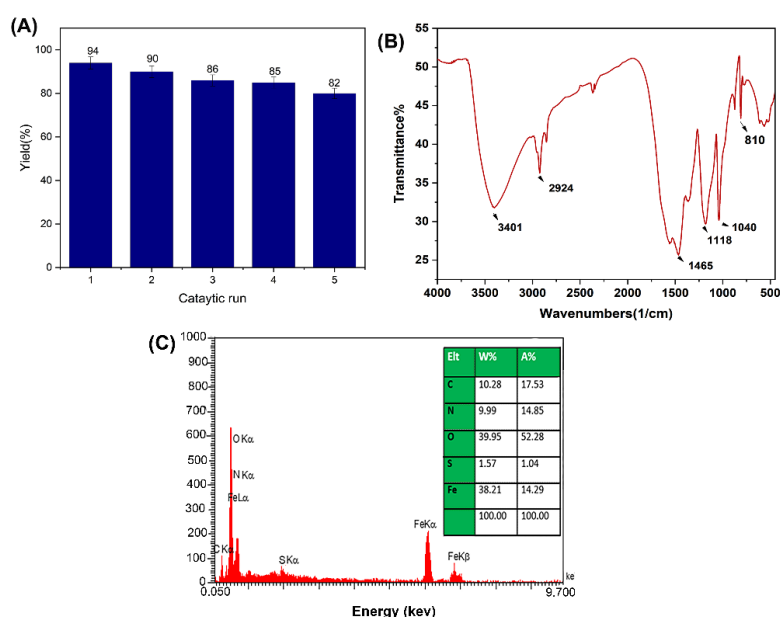 (A)
94
90
86
85
82
100
80
60
40
20
0
Yield(%)
1 2 3 4 5
Cataytic run
(B)
55
50
45
40
35
30
25
Transmittance%
3401
2924
1465
1118
1040
810
4000 3500 3000 2500 2000 1500 1000 500
Wavenumbers(1/cm)
(C)
1000
900
800
700
600
500
400
300
200
100
0
OKα
NKα
FeLα
CKα
SKα
FeKα
FeKβ
Elt W% A%
C 10.28 17.53
N 9.99 14.85
O 39.95 52.28
S 1.57 1.04
Fe 38.21 14.29
100.00 100.00
0.050
ke
9.700
Energy (kev)